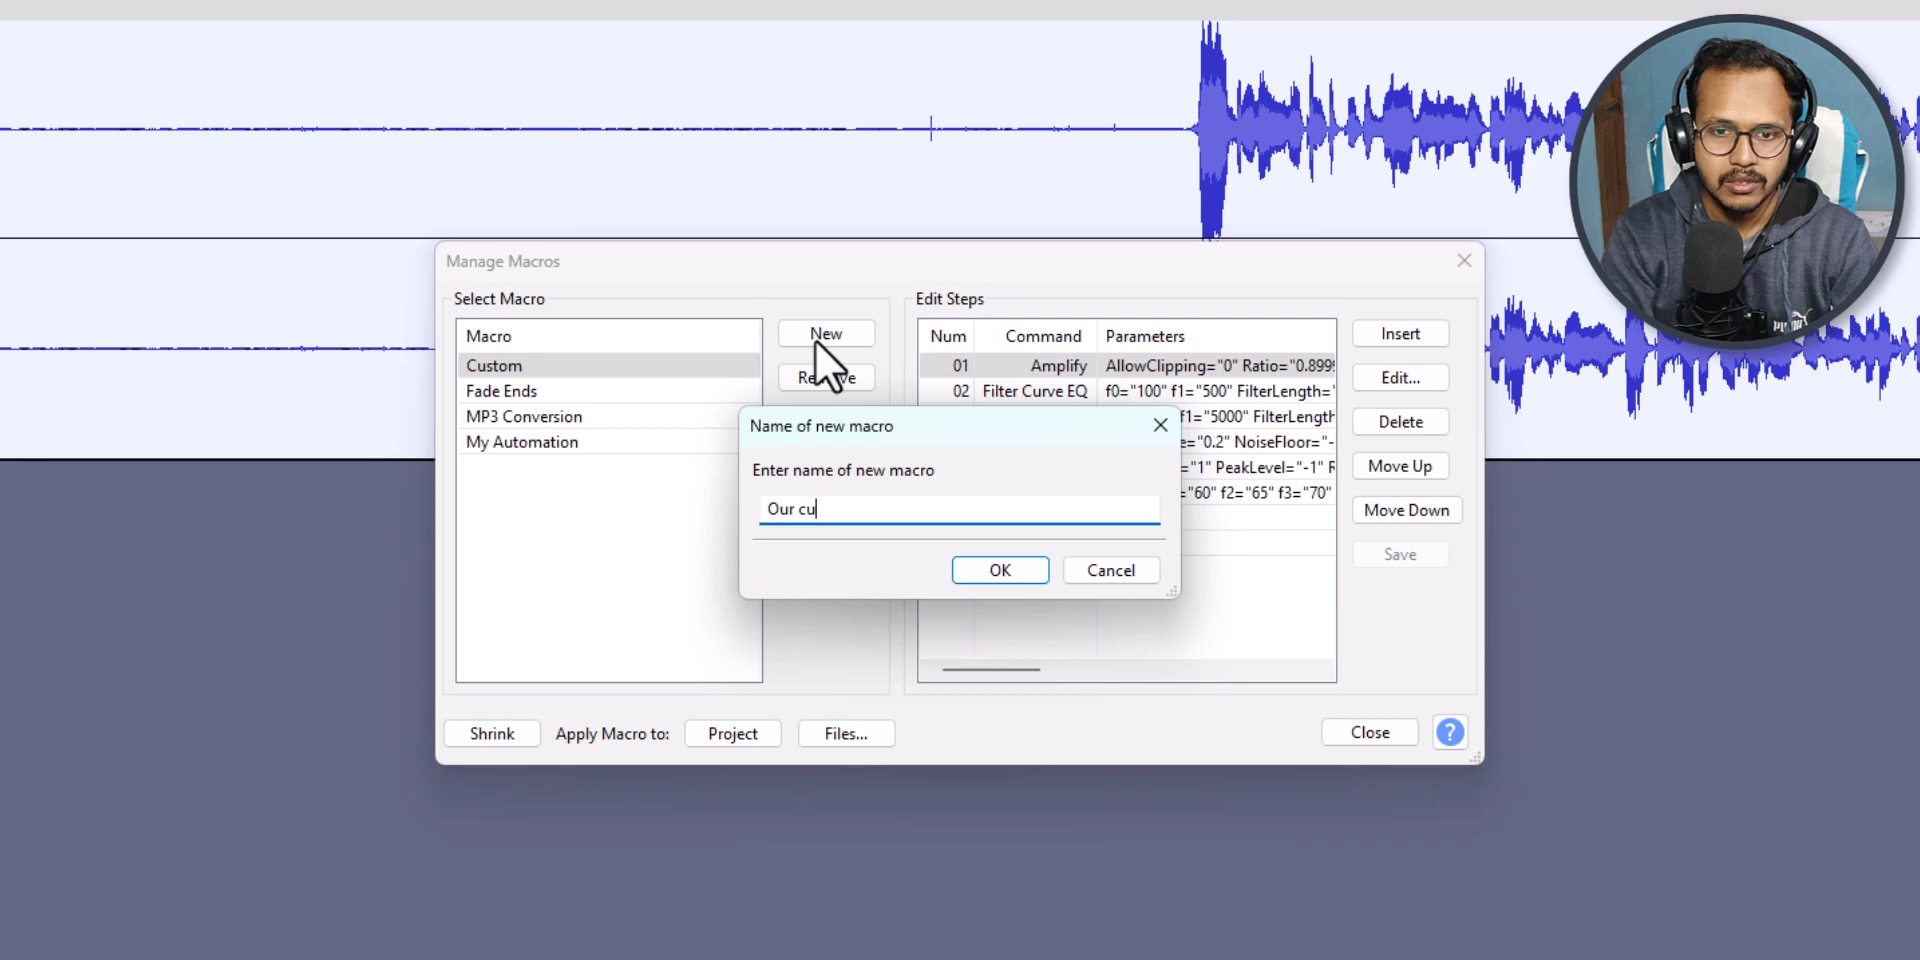 Manage Macros
Select Macro
Edit Steps
Macro
New
Num Command Parameters
Insert
Custom
01 Amplify AllowClipping="0" Ratio="0.899
Fade Ends
02 Filter Curve EQ f0="100" f1="500" FilterLength="
Edit...
MP3 Conversion
f1="5000" FilterLength
Delete
My Automation
="0.2" NoiseFloor="-
Name of new macro
Enter name of new macro
="1" PeakLevel="-1" R
Move Up
="60" f2="65" f3="70"
Our cu
Move Down
Save
OK
Cancel
Shrink
Apply Macro to:
Project
Files...
Close
?
PUMA